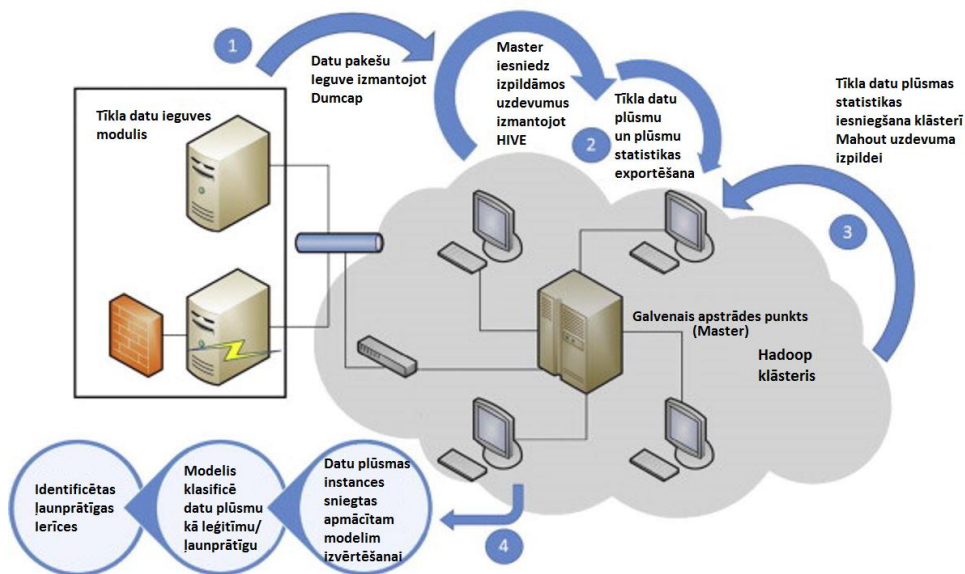 1
Datu pakešu
Ieguve izmantojot
Dumcap
Master
iesniedz
izpildāmos
uzdevumus
izmantojot
HIVE
2
Tīkla datu
plūsmu
un plūsmu
statistikas
exportēšana
Tīkla datu plūsmas
statistikas
iesniegšana klāsterī
Mahout uzdevuma
izpildei
3
Tīkla datu ieguves
modulis
Galvenais apstrādes punkts
(Master)
Hadoop
klāsteris
Identificētas
ļaunprātīgas
Ierīces
Modelis
klasificē
datu plūsmu
kā leģitīmu/
ļaunprātīgu
Datu plūsmas
instances
sniegtas
apmācītam
modelim
izvērtēšanai
4